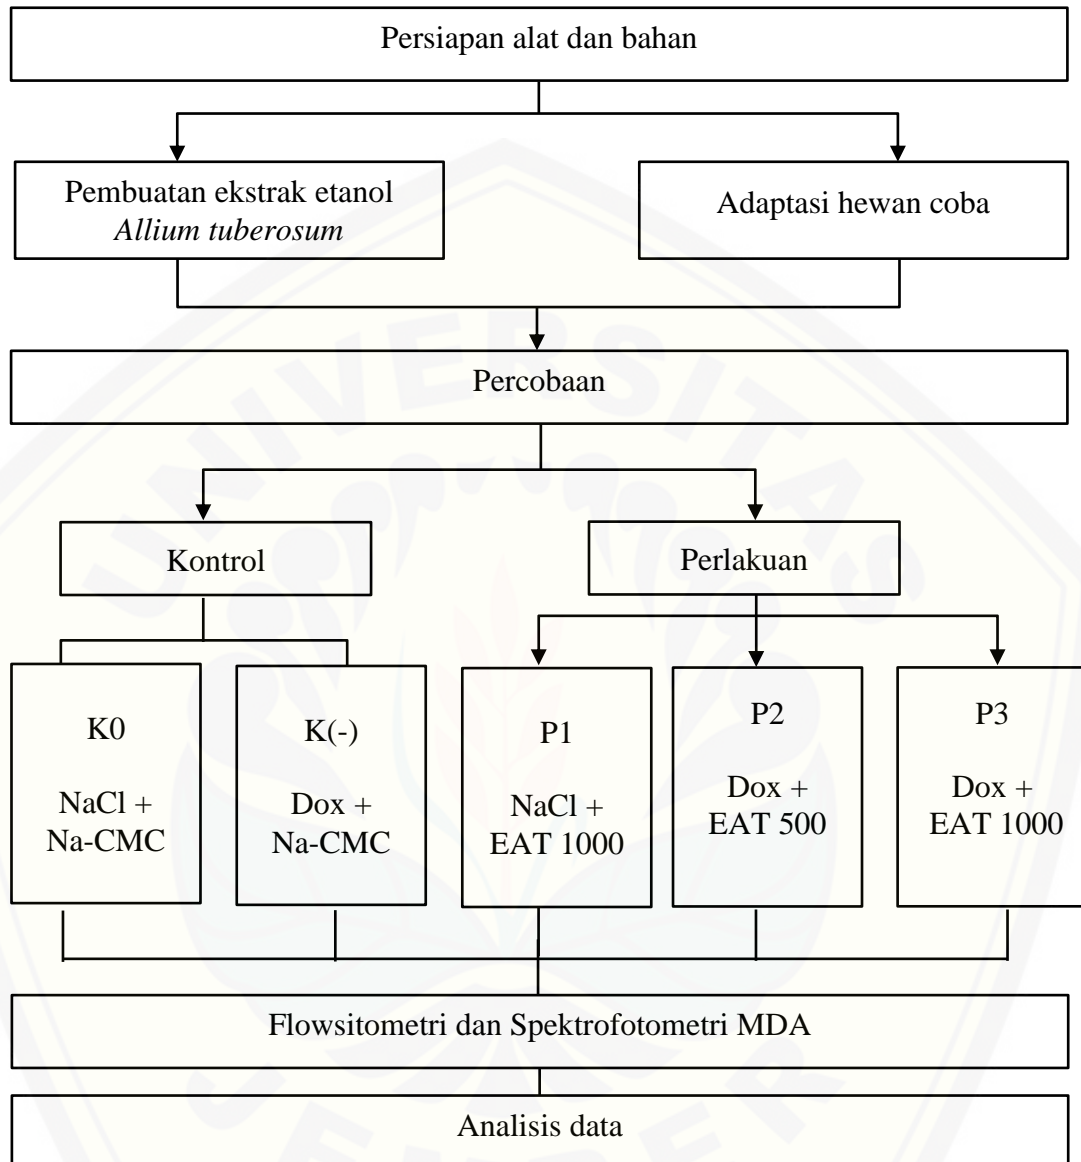 Persiapan alat dan bahan
Pembuatan ekstrak etanol
Allium tuberosum
Adaptasi hewan coba
Percobaan
Kontrol
Perlakuan
K0
NaCl +
Na-CMC
K(-)
Dox +
Na-CMC
P1
NaCl +
EAT 1000
P2
Dox +
EAT 500
P3
Dox +
EAT 1000
Flowsitometri dan Spektrofotometri MDA
Analisis data
UNIVERSITAS
JEMBER